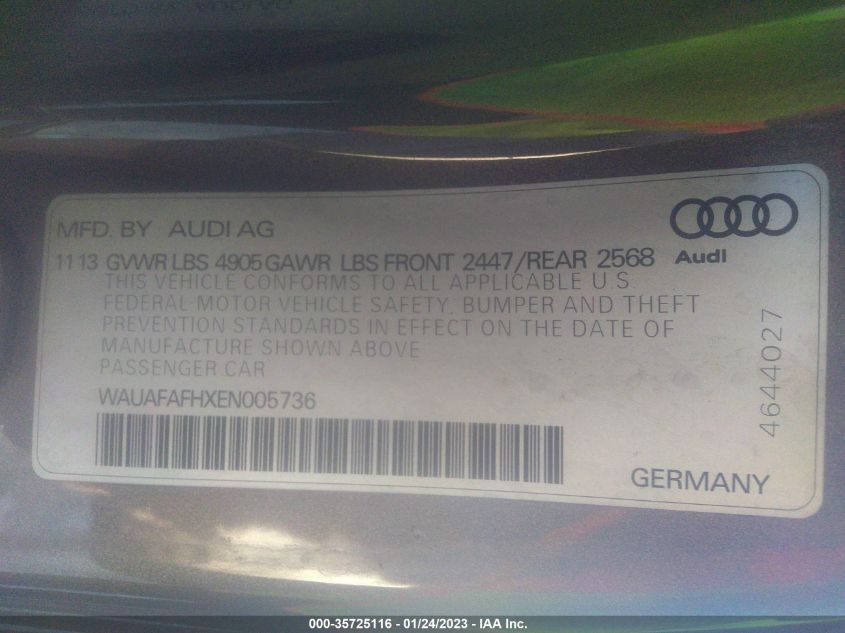 MFD. BY AUDI AG
11 13 GVWR LBS 4905 GAWR LBS FRONT 2447/REAR 2568
Audi
THIS VEHICLE CONFORMS TO ALL APPLICABLE U.S.
FEDERAL MOTOR VEHICLE SAFETY, BUMPER AND THEFT
PREVENTION STANDARDS IN EFFECT ON THE DATE OF
MANUFACTURE SHOWN ABOVE
PASSENGER CAR
WAUAFAFHXEN005736
4644027
GERMANY
000-35725116 - 01/24/2023 - IAA Inc.